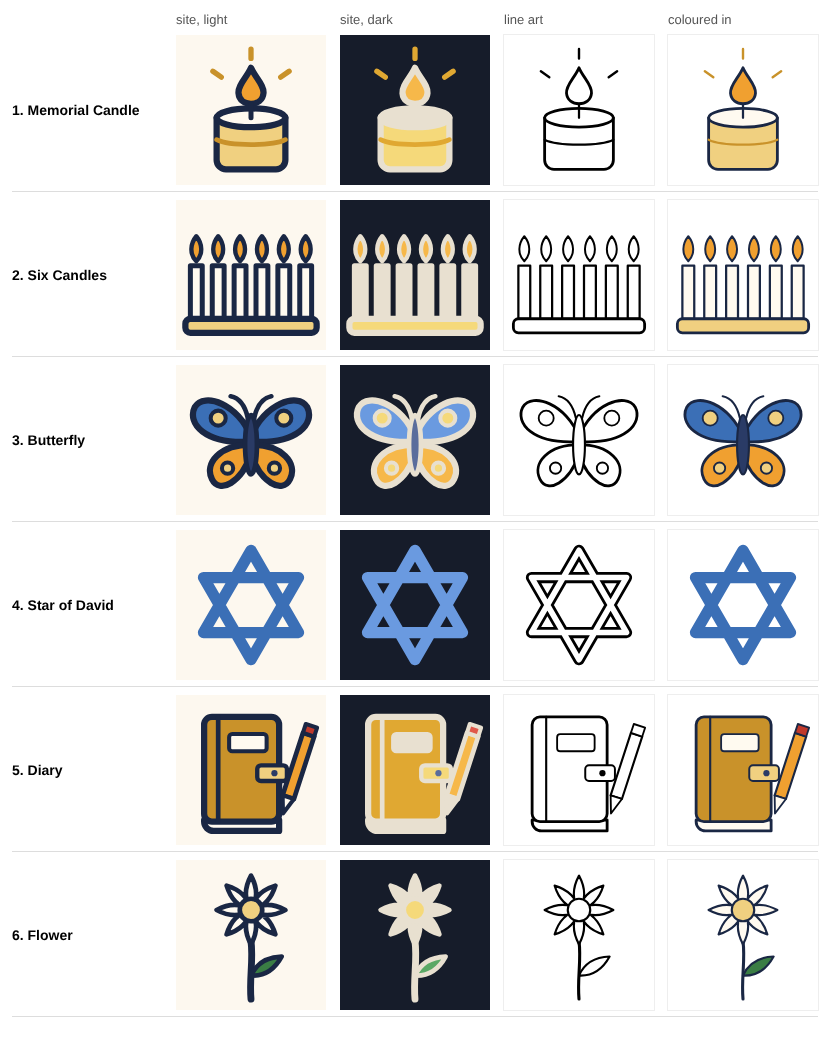 site, light
site, dark
line art
coloured in
1. Memorial Candle
2. Six Candles
3. Butterfly
4. Star of David
5. Diary
6. Flower